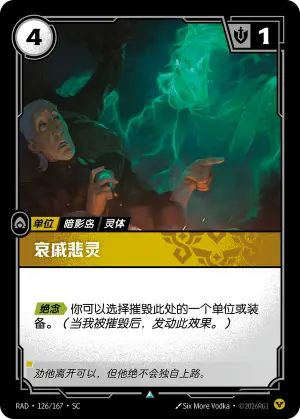 4
1
单位 暗影岛 灵体
哀戚悲灵
绝念 你可以选择摧毁此处的一个单位或装
备。（当我被摧毁后，发动此效果。）
劝他离开可以，但他绝不会独自上路。
RAD · 126/167 · SC
Six More Vodka · ©2026RGI